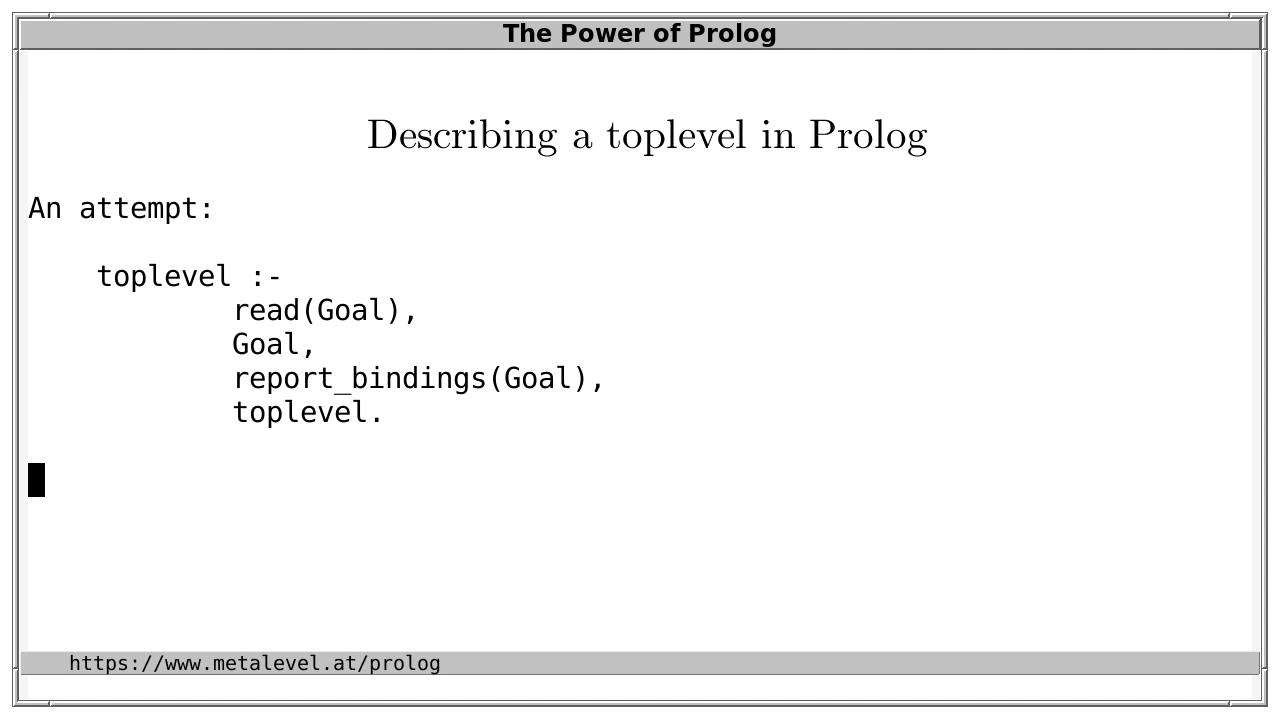 The Power of Prolog
Describing a toplevel in Prolog
An attempt:
toplevel :-
read(Goal),
Goal,
report_bindings(Goal),
toplevel.
https://www.metalevel.at/prolog